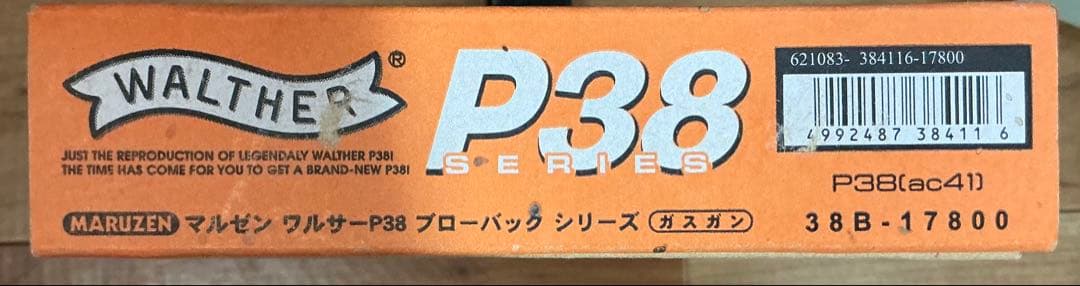 WALTHER®
JUST THE REPRODUCTION OF LEGENDALY WALTHER P38!
THE TIME HAS COME FOR YOU TO GET A BRAND-NEW P38!
P38
SERIES
MARUZEN マルゼン ワルサーP38 ブローバック シリーズ ガスガン
621083- 384116-17800
4 992487 38411 6
P38(ac41)
38B-17800